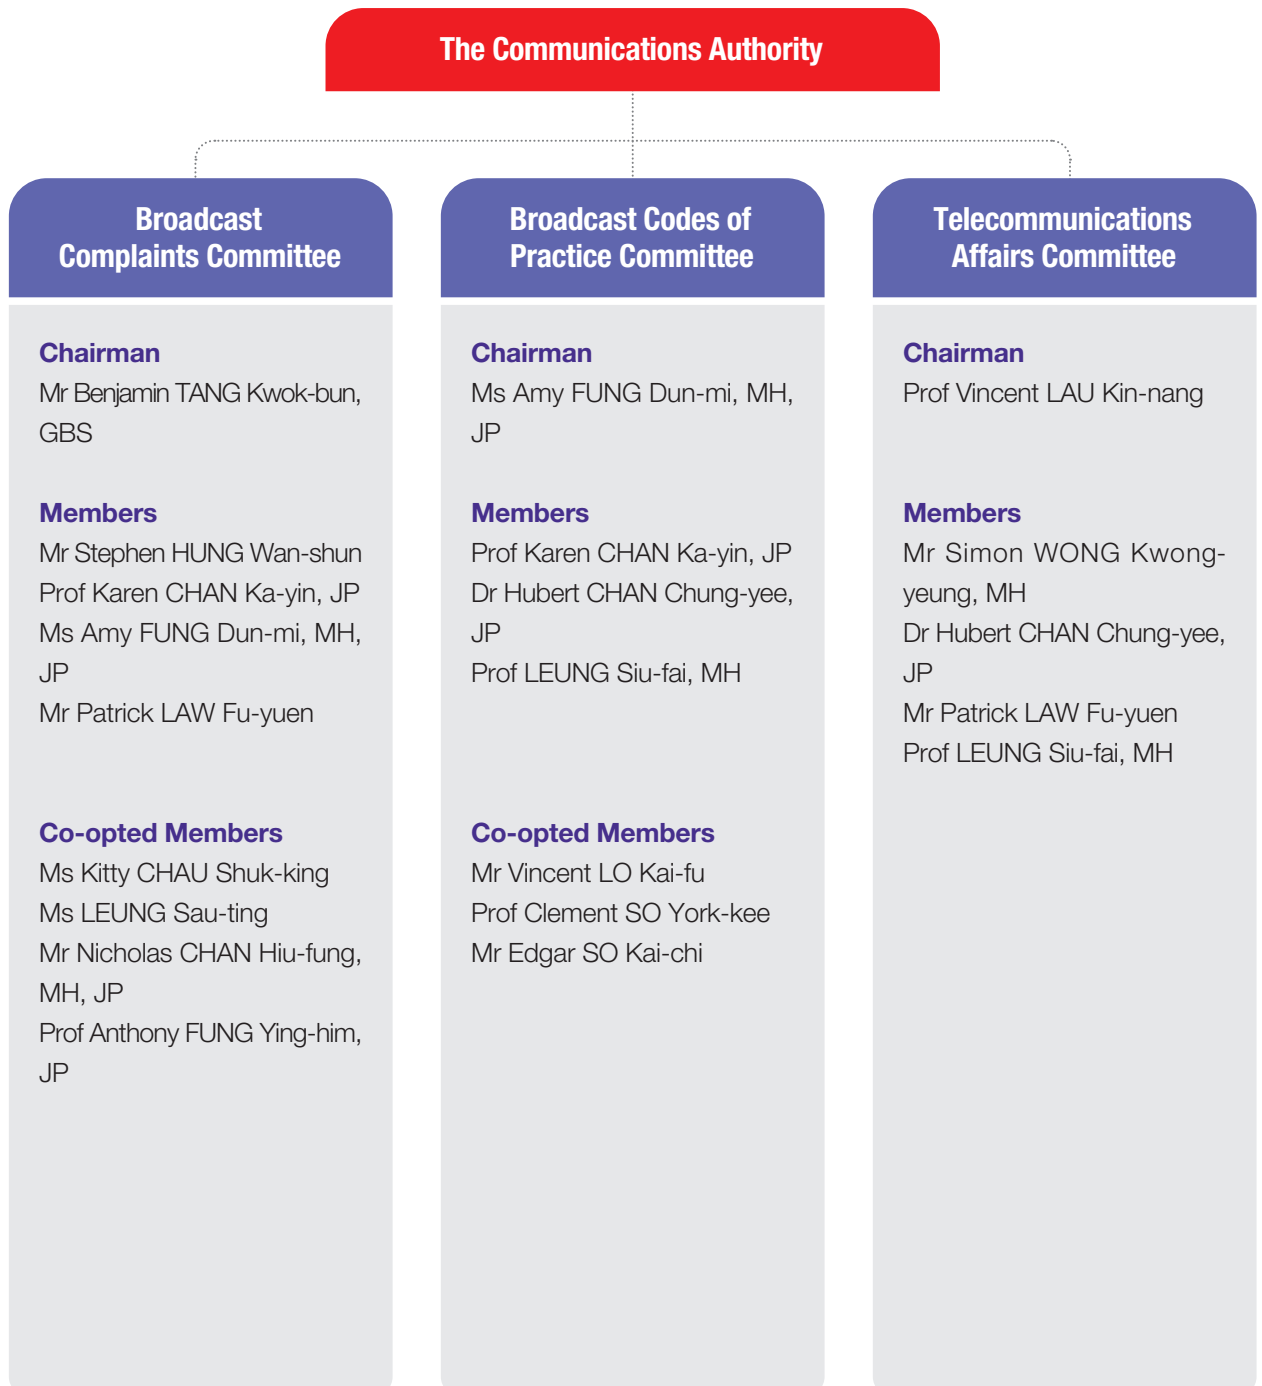 The Communications Authority
Broadcast
Complaints Committee
Chairman
Mr Benjamin TANG Kwok-bun,
GBS
Members
Mr Stephen HUNG Wan-shun
Prof Karen CHAN Ka-yin, JP
Ms Amy FUNG Dun-mi, MH,
JP
Mr Patrick LAW Fu-yuen
Co-opted Members
Ms Kitty CHAU Shuk-king
Ms LEUNG Sau-ting
Mr Nicholas CHAN Hiu-fung,
MH, JP
Prof Anthony FUNG Ying-him,
JP
Broadcast Codes of
Practice Committee
Chairman
Ms Amy FUNG Dun-mi, MH,
JP
Members
Prof Karen CHAN Ka-yin, JP
Dr Hubert CHAN Chung-yee,
JP
Prof LEUNG Siu-fai, MH
Co-opted Members
Mr Vincent LO Kai-fu
Prof Clement SO York-kee
Mr Edgar SO Kai-chi
Telecommunications
Affairs Committee
Chairman
Prof Vincent LAU Kin-nang
Members
Mr Simon WONG Kwong-
yeung, MH
Dr Hubert CHAN Chung-yee,
JP
Mr Patrick LAW Fu-yuen
Prof LEUNG Siu-fai, MH